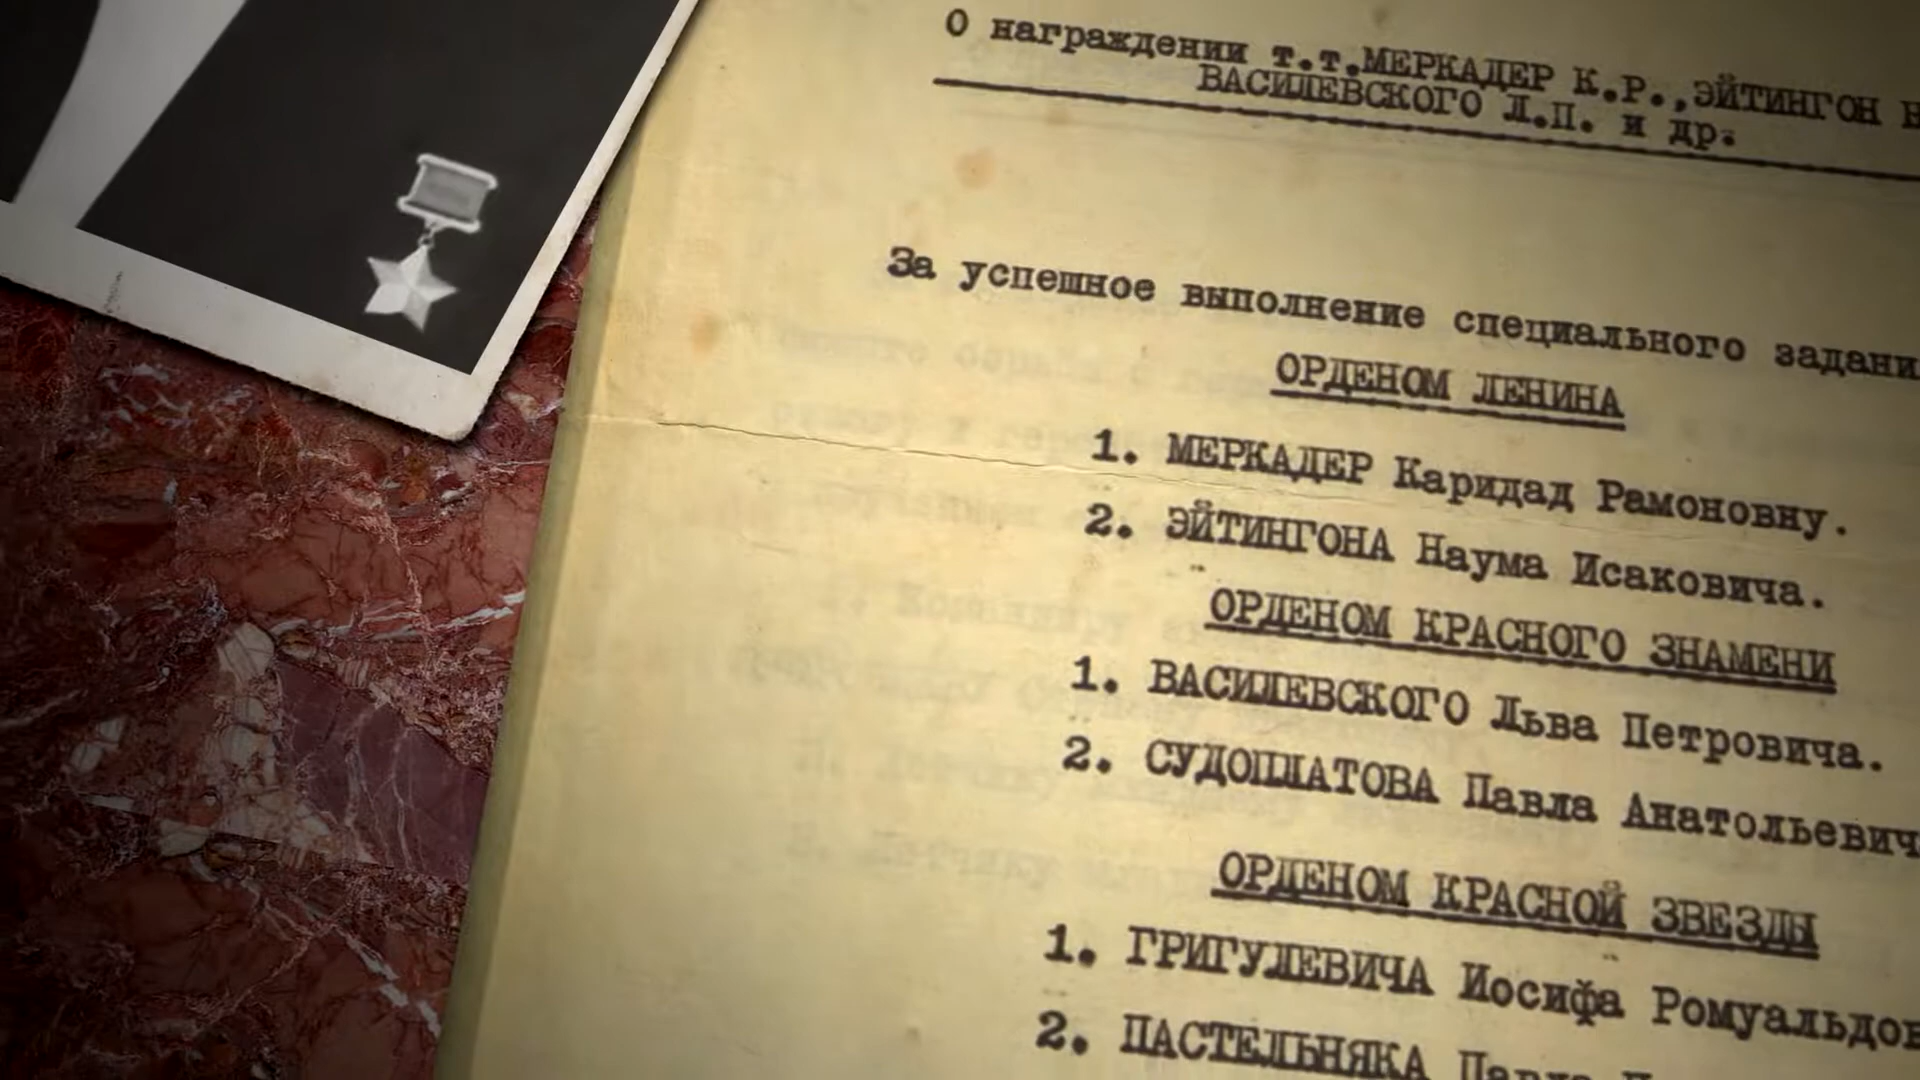 О награждении т.т.МЕРКАДЕР К.Р.,ЭЙТИНГОН
ВАСИЛЕВСКОГО Л.П. и др.
За успешное выполнение специального задани
ОРДЕНОМ ЛЕНИНА
1. МЕРКАДЕР Каридад Рамоновну.
2. ЭЙТИНГОНА Наума Исаковича.
ОРДЕНОМ КРАСНОГО ЗНАМЕНИ
1. ВАСИЛЕВСКОГО Льва Петровича.
2. СУДОПЛАТОВА Павла Анатольевич
ОРДЕНОМ КРАСНОЙ ЗВЕЗДЫ
1. ГРИГУЛЕВИЧА Иосифа Ромуальдов
2. ПАСТЕЛЬНЯКА Павла